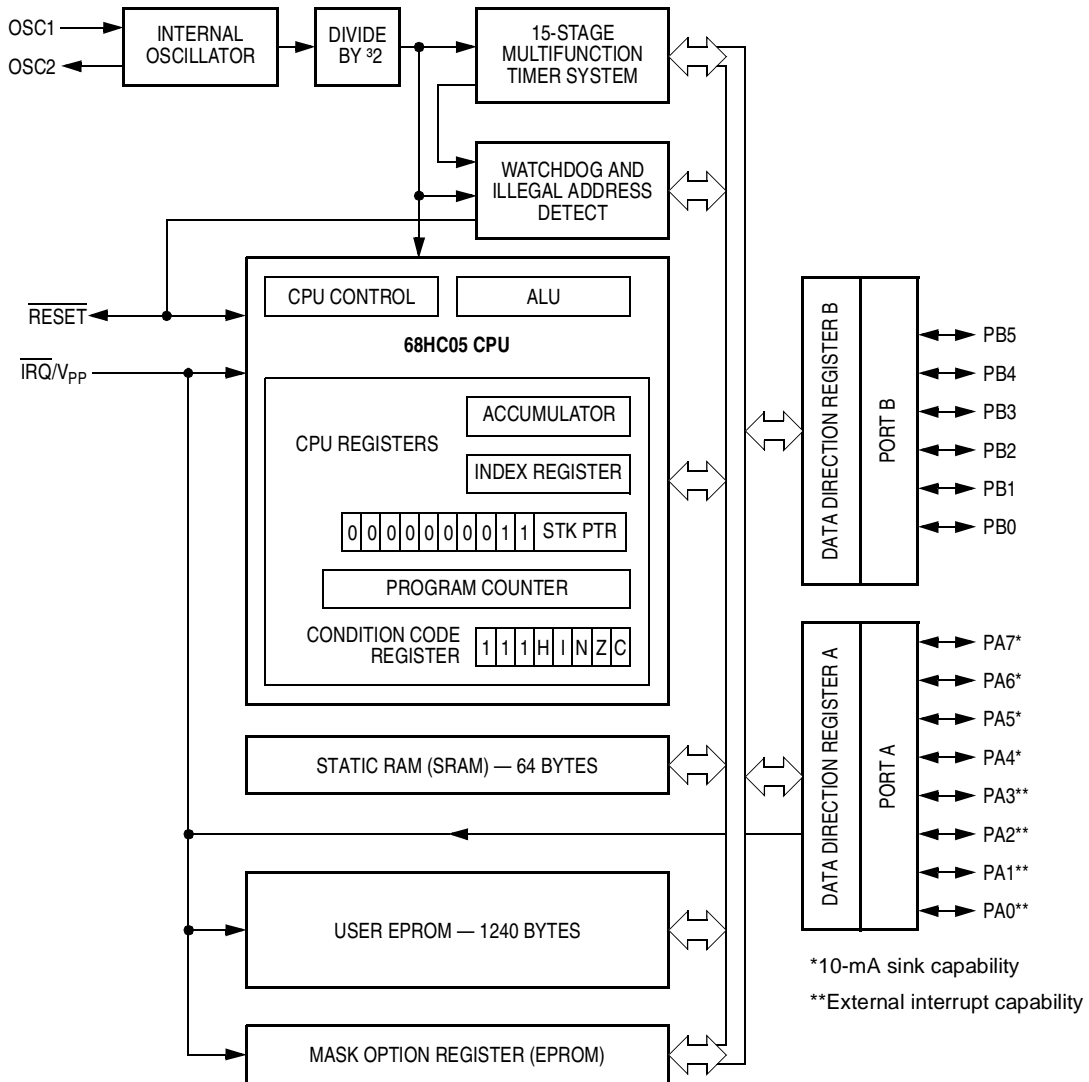 OSC1
OSC2
INTERNAL
OSCILLATOR
DIVIDE
BY ³2
15-STAGE
MULTIFUNCTION
TIMER SYSTEM
WATCHDOG AND
ILLEGAL ADDRESS
DETECT
RESET
IRQ/VPP
CPU CONTROL
ALU
68HC05 CPU
CPU REGISTERS
ACCUMULATOR
INDEX REGISTER
0 0 0 0 0 0 0 0 1 1 STK PTR
PROGRAM COUNTER
CONDITION CODE
REGISTER
1 1 1 H I N Z C
STATIC RAM (SRAM) — 64 BYTES
USER EPROM — 1240 BYTES
MASK OPTION REGISTER (EPROM)
DATA DIRECTION REGISTER B
PORT B
PB5
PB4
PB3
PB2
PB1
PB0
DATA DIRECTION REGISTER A
PORT A
PA7*
PA6*
PA5*
PA4*
PA3**
PA2**
PA1**
PA0**
*10-mA sink capability
**External interrupt capability